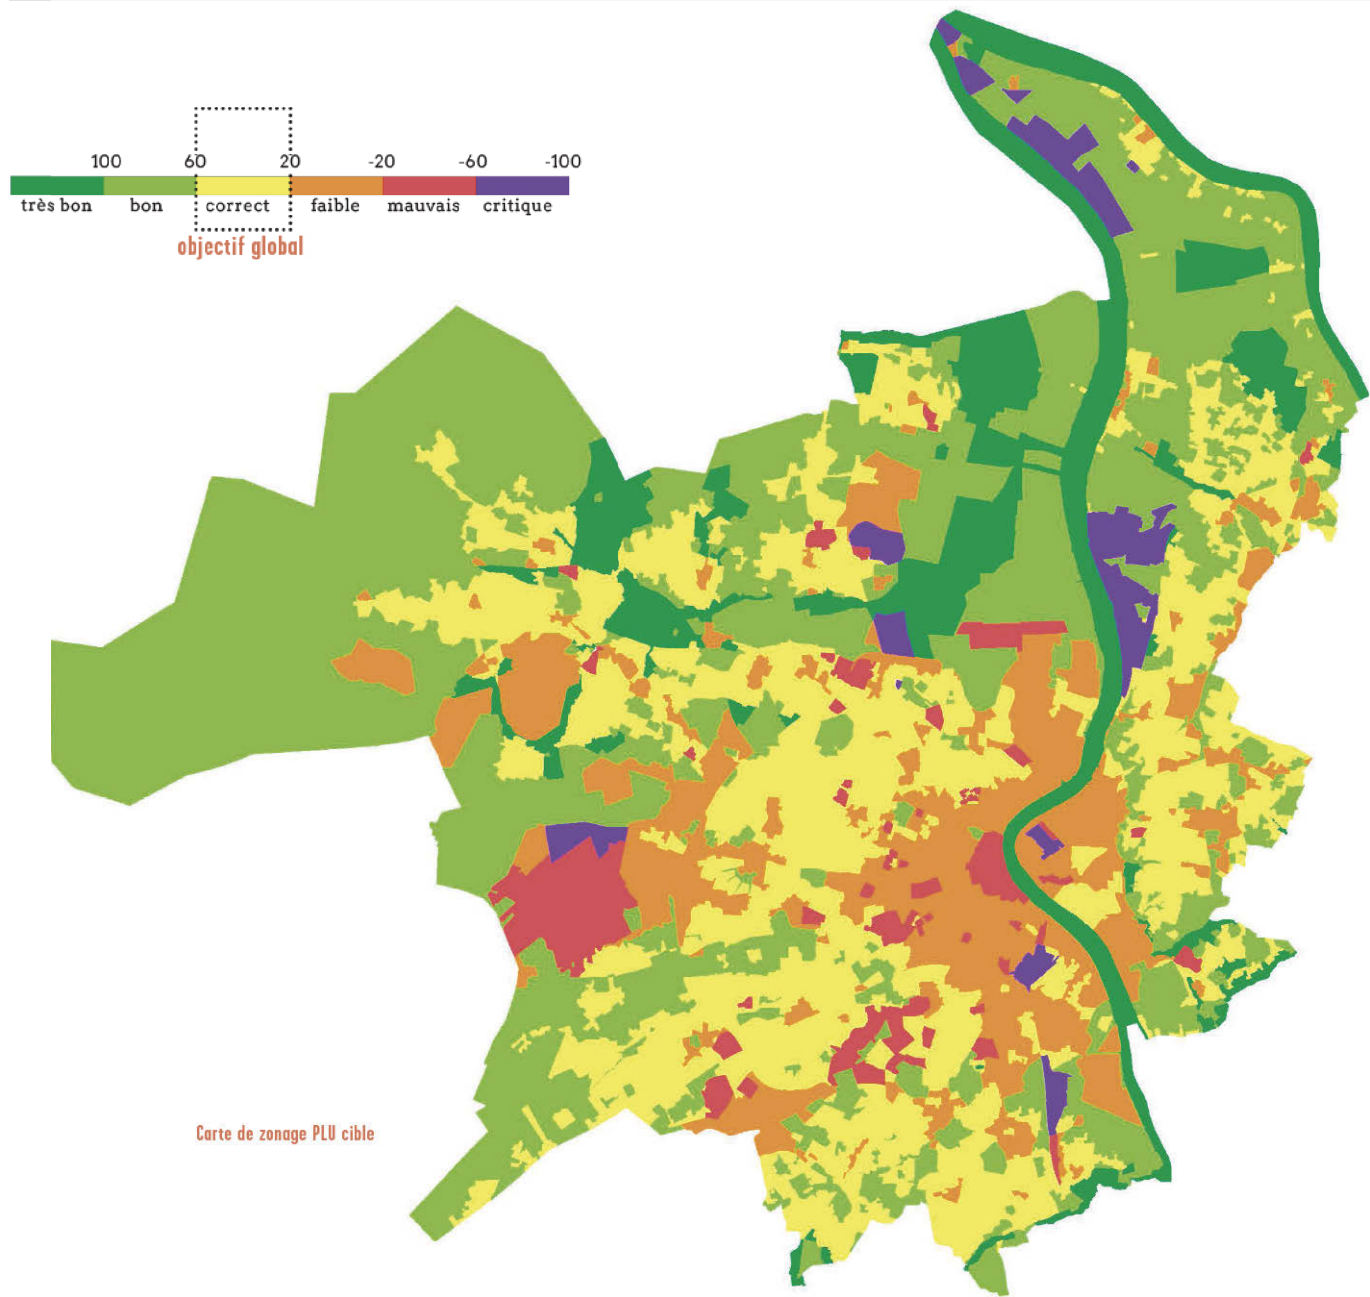 100 60 20 -20 -60 -100
très bon bon correct faible mauvais critique
objectif global
Carte de zonage PLU cible